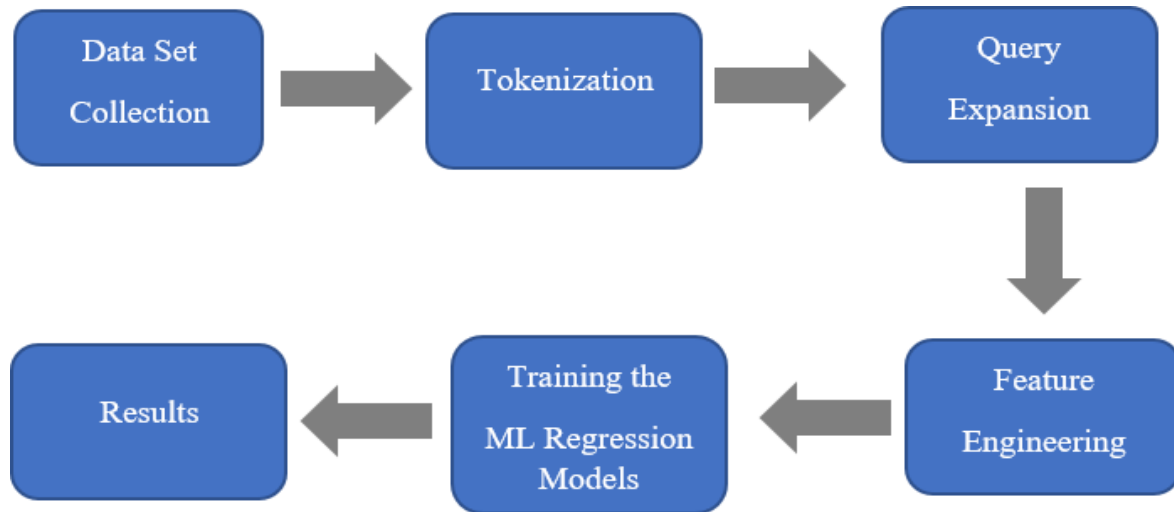 Data Set
Collection
Tokenization
Query
Expansion
Feature
Engineering
Training the
ML Regression
Models
Results